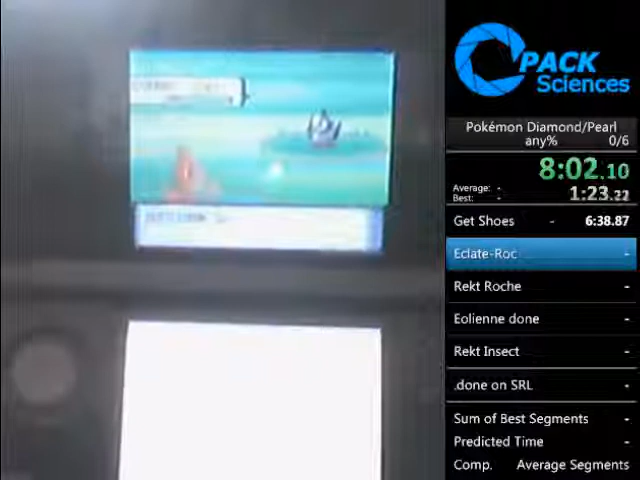 PACK
Sciences
Pokémon Diamond/Pearl
any% 0/6
8:02.10
Average: -
1:23.22
Best: -
Get Shoes - 6:38.87
Eclate-Roc -
Rekt Roche -
Eolienne done -
Rekt Insect -
.done on SRL -
Sum of Best Segments -
Predicted Time -
Comp. Average Segments